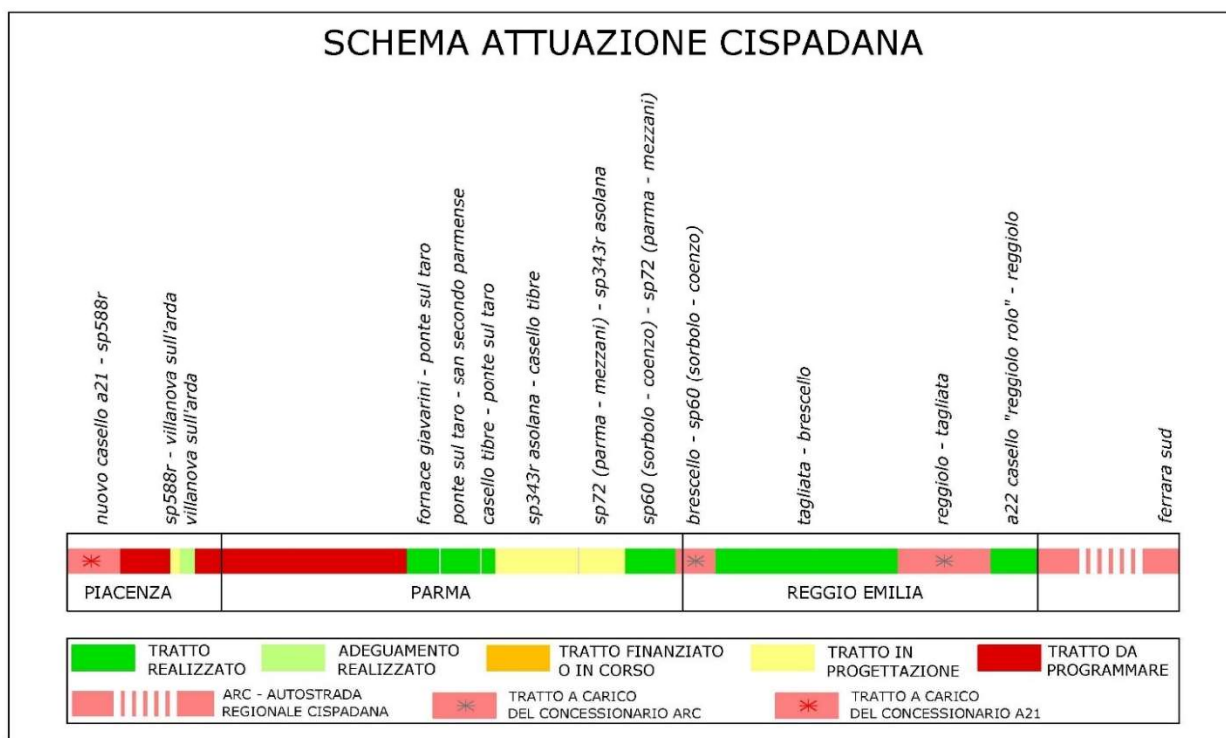 SCHEMA ATTUAZIONE CISPADANA
nuovo casello a21 - sp588r
sp588r - villanova sull'arda
villanova sull'arda
fornace giavarini - ponte sul taro
ponte sul taro - san secondo parmense
casello tibre - ponte sul taro
sp343r asolana - casello tibre
sp72 (parma - mezzani) - sp343r asolana
sp60 (sorbolo - coenzo) - sp72 (parma - mezzani)
brescello - sp60 (sorbolo - coenzo)
tagliata - brescello
reggiolo - tagliata
a22 casello "reggiolo rolo" - reggiolo
ferrara sud
PIACENZA
PARMA
REGGIO EMILIA
TRATTO
REALIZZATO
ADEGUAMENTO
REALIZZATO
TRATTO FINANZIATO
O IN CORSO
TRATTO IN
PROGETTAZIONE
TRATTO DA
PROGRAMMARE
ARC - AUTOSTRADA
REGIONALE CISPADANA
TRATTO A CARICO
DEL CONCESSIONARIO ARC
TRATTO A CARICO
DEL CONCESSIONARIO A21